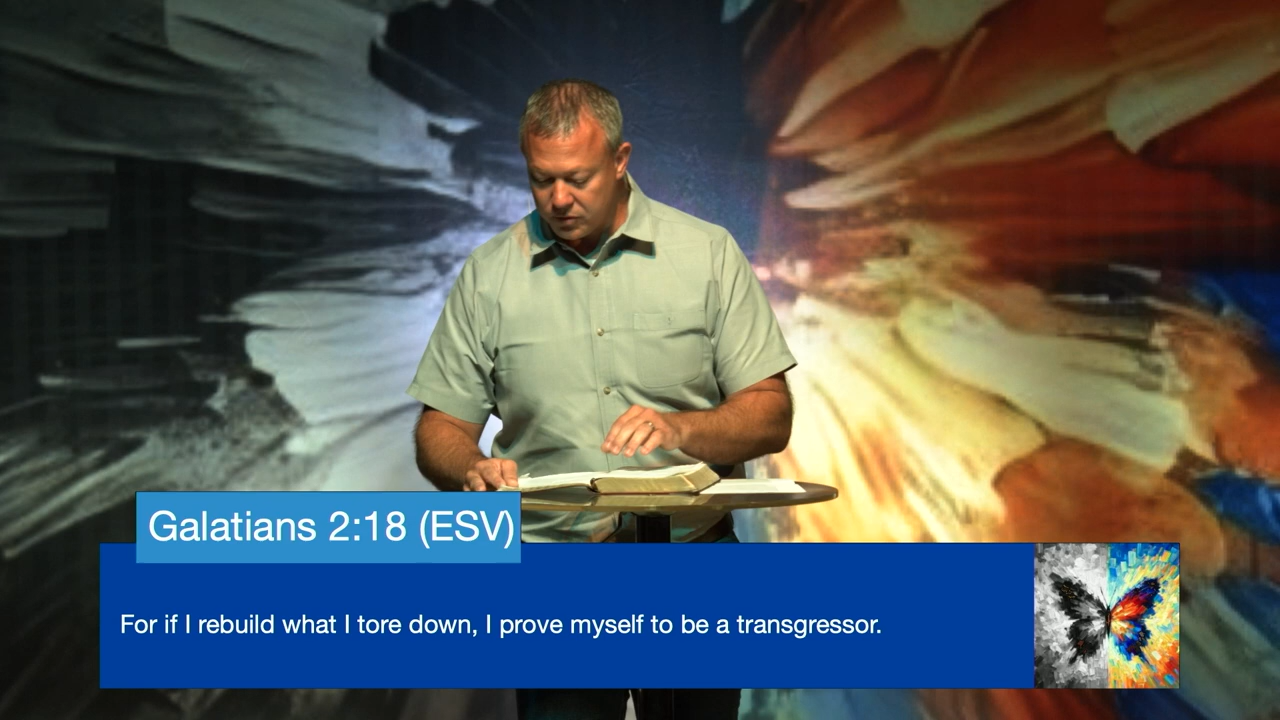 Galatians 2:18 (ESV)
For if I rebuild what I tore down, I prove myself to be a transgressor.